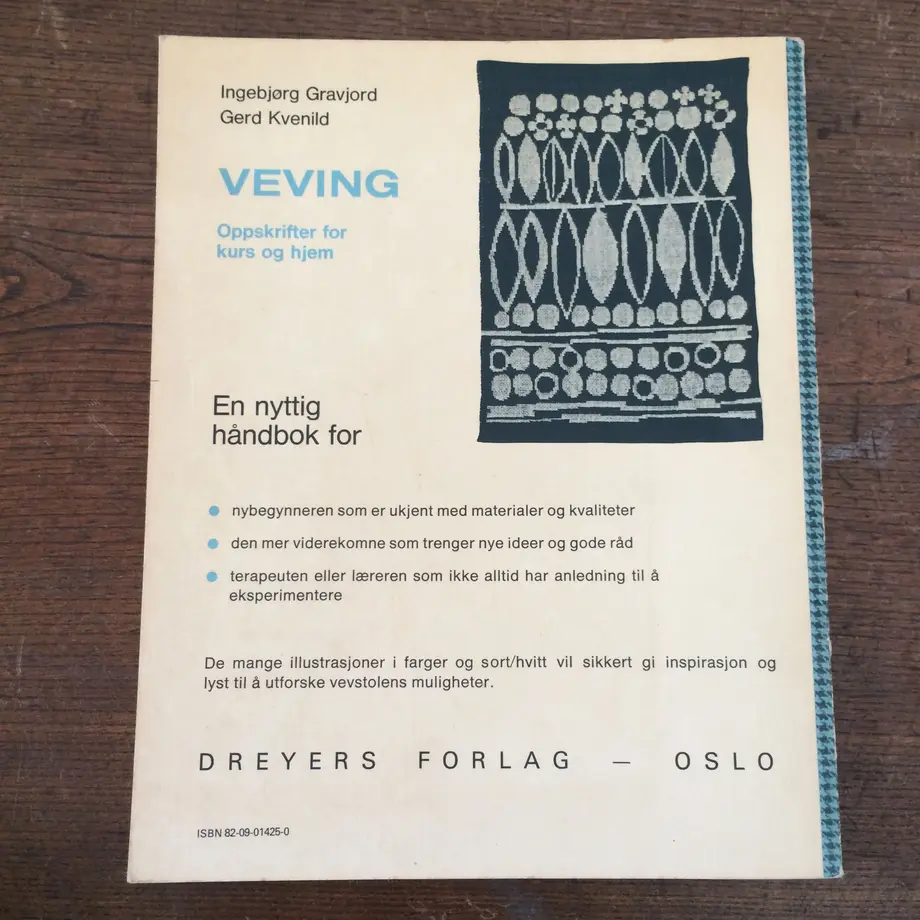 Ingebjørg Gravjord
Gerd Kvenild
VEVING
Oppskrifter for
kurs og hjem
En nyttig
håndbok for
nybegynneren som er ukjent med materialer og kvaliteter
den mer viderekomne som trenger nye ideer og gode råd
terapeuten eller læreren som ikke alltid har anledning til å
eksperimentere
De mange illustrasjoner i farger og sort/hvitt vil sikkert gi inspirasjon og
lyst til å utforske vevstolens muligheter.
DREYERS FORLAG — OSLO
ISBN 82-09-01425-0